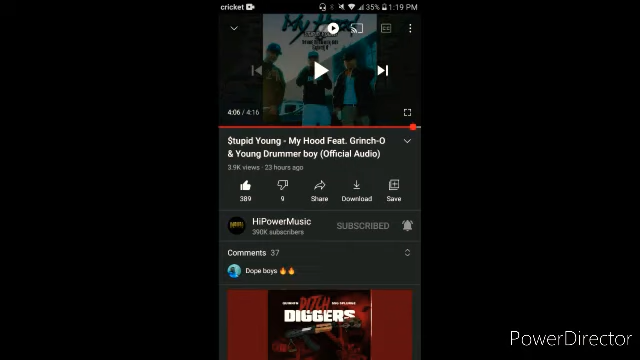 cricket 35% 1:19 PM
My Hood
4:06 / 4:16
$tupid Young - My Hood Feat. Grinch-O
& Young Drummer boy (Official Audio)
3.9K views · 23 hours ago
389 9 Share Download Save
HiPowerMusic
390K subscribers
SUBSCRIBED
Comments 37
Dope boys 🔥🔥
DITCH
DIGGERS
PowerDirector